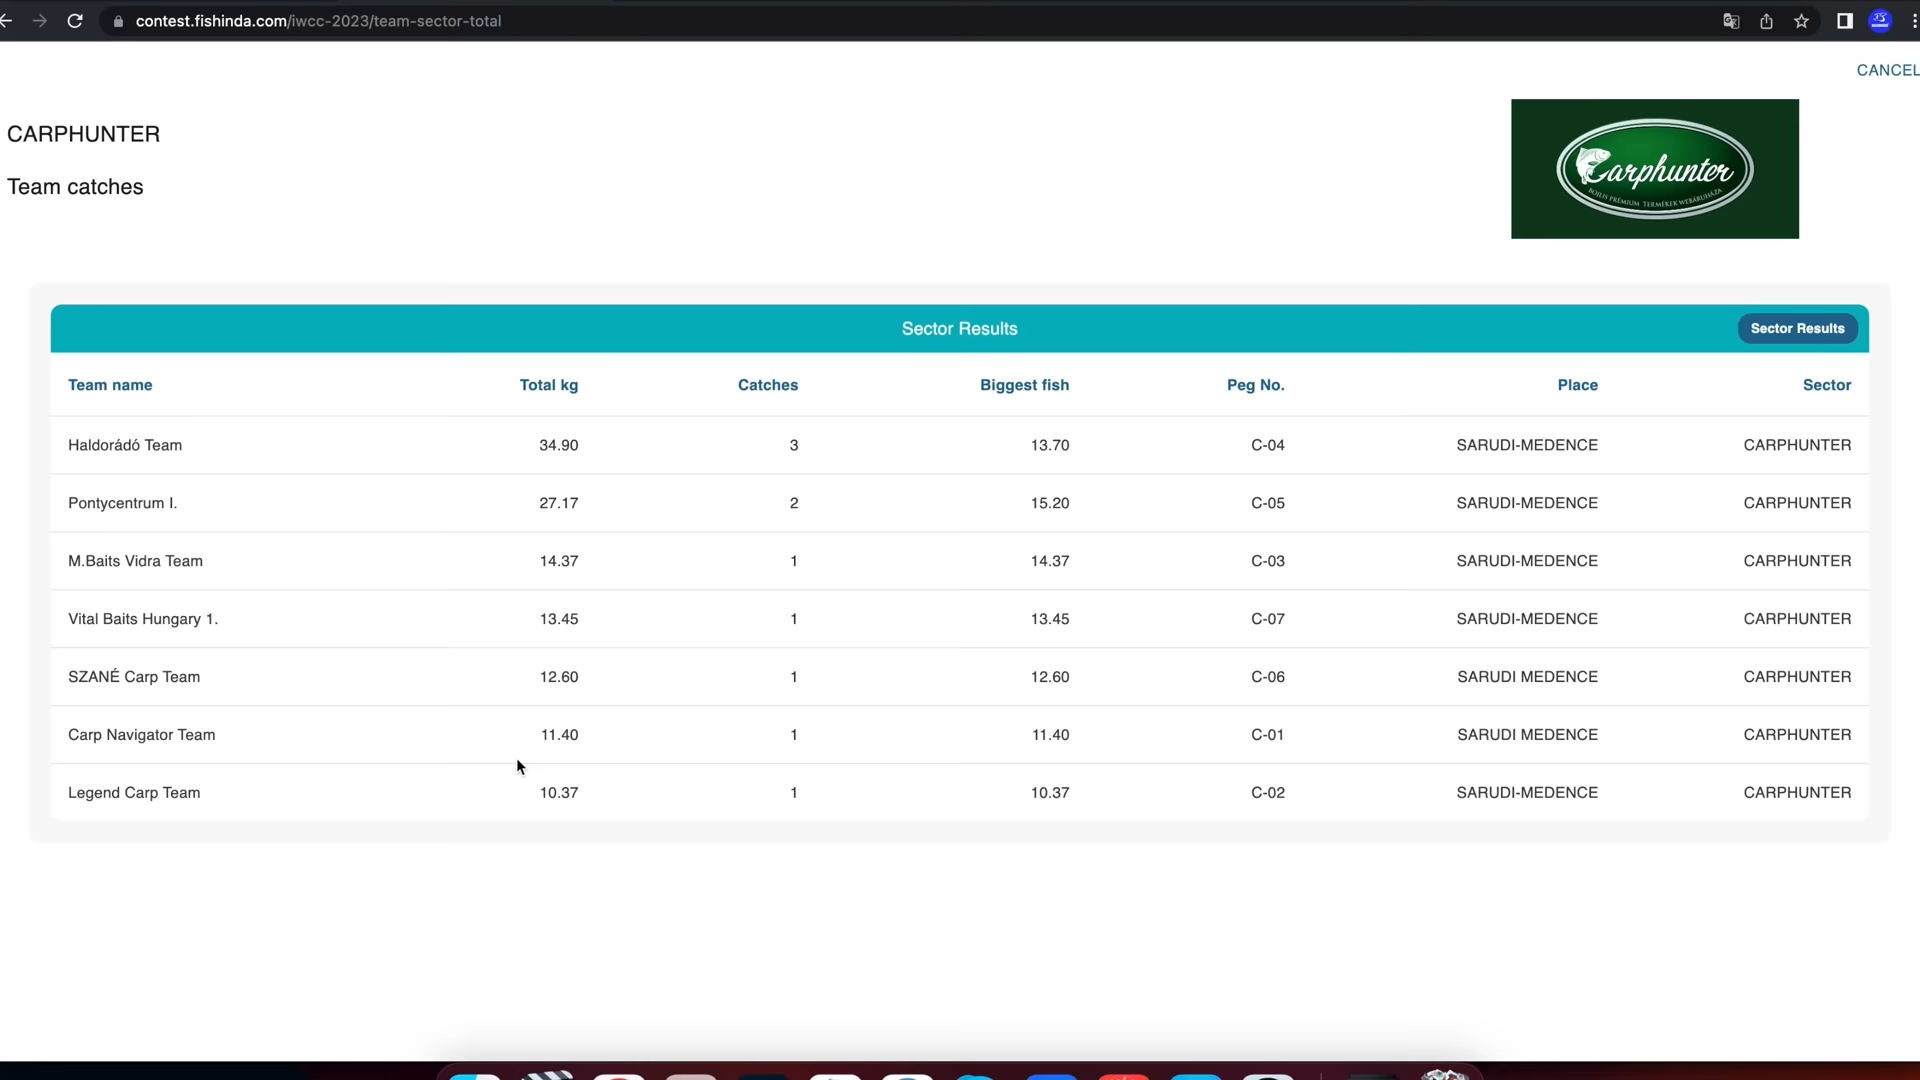 contest.fishinda.com/iwcc-2023/team-sector-total
CANCEL
CARPHUNTER
Team catches
Carphunter
BOJLIS PRÉMIUM TERMÉKEK WEBÁRUHÁZA
Sector Results
Sector Results
Team name Total kg Catches Biggest fish Peg No. Place Sector
Haldorádó Team 34.90 3 13.70 C-04 SARUDI-MEDENCE CARPHUNTER
Pontycentrum I. 27.17 2 15.20 C-05 SARUDI-MEDENCE CARPHUNTER
M.Baits Vidra Team 14.37 1 14.37 C-03 SARUDI-MEDENCE CARPHUNTER
Vital Baits Hungary 1. 13.45 1 13.45 C-07 SARUDI-MEDENCE CARPHUNTER
SZANÉ Carp Team 12.60 1 12.60 C-06 SARUDI MEDENCE CARPHUNTER
Carp Navigator Team 11.40 1 11.40 C-01 SARUDI MEDENCE CARPHUNTER
Legend Carp Team 10.37 1 10.37 C-02 SARUDI-MEDENCE CARPHUNTER